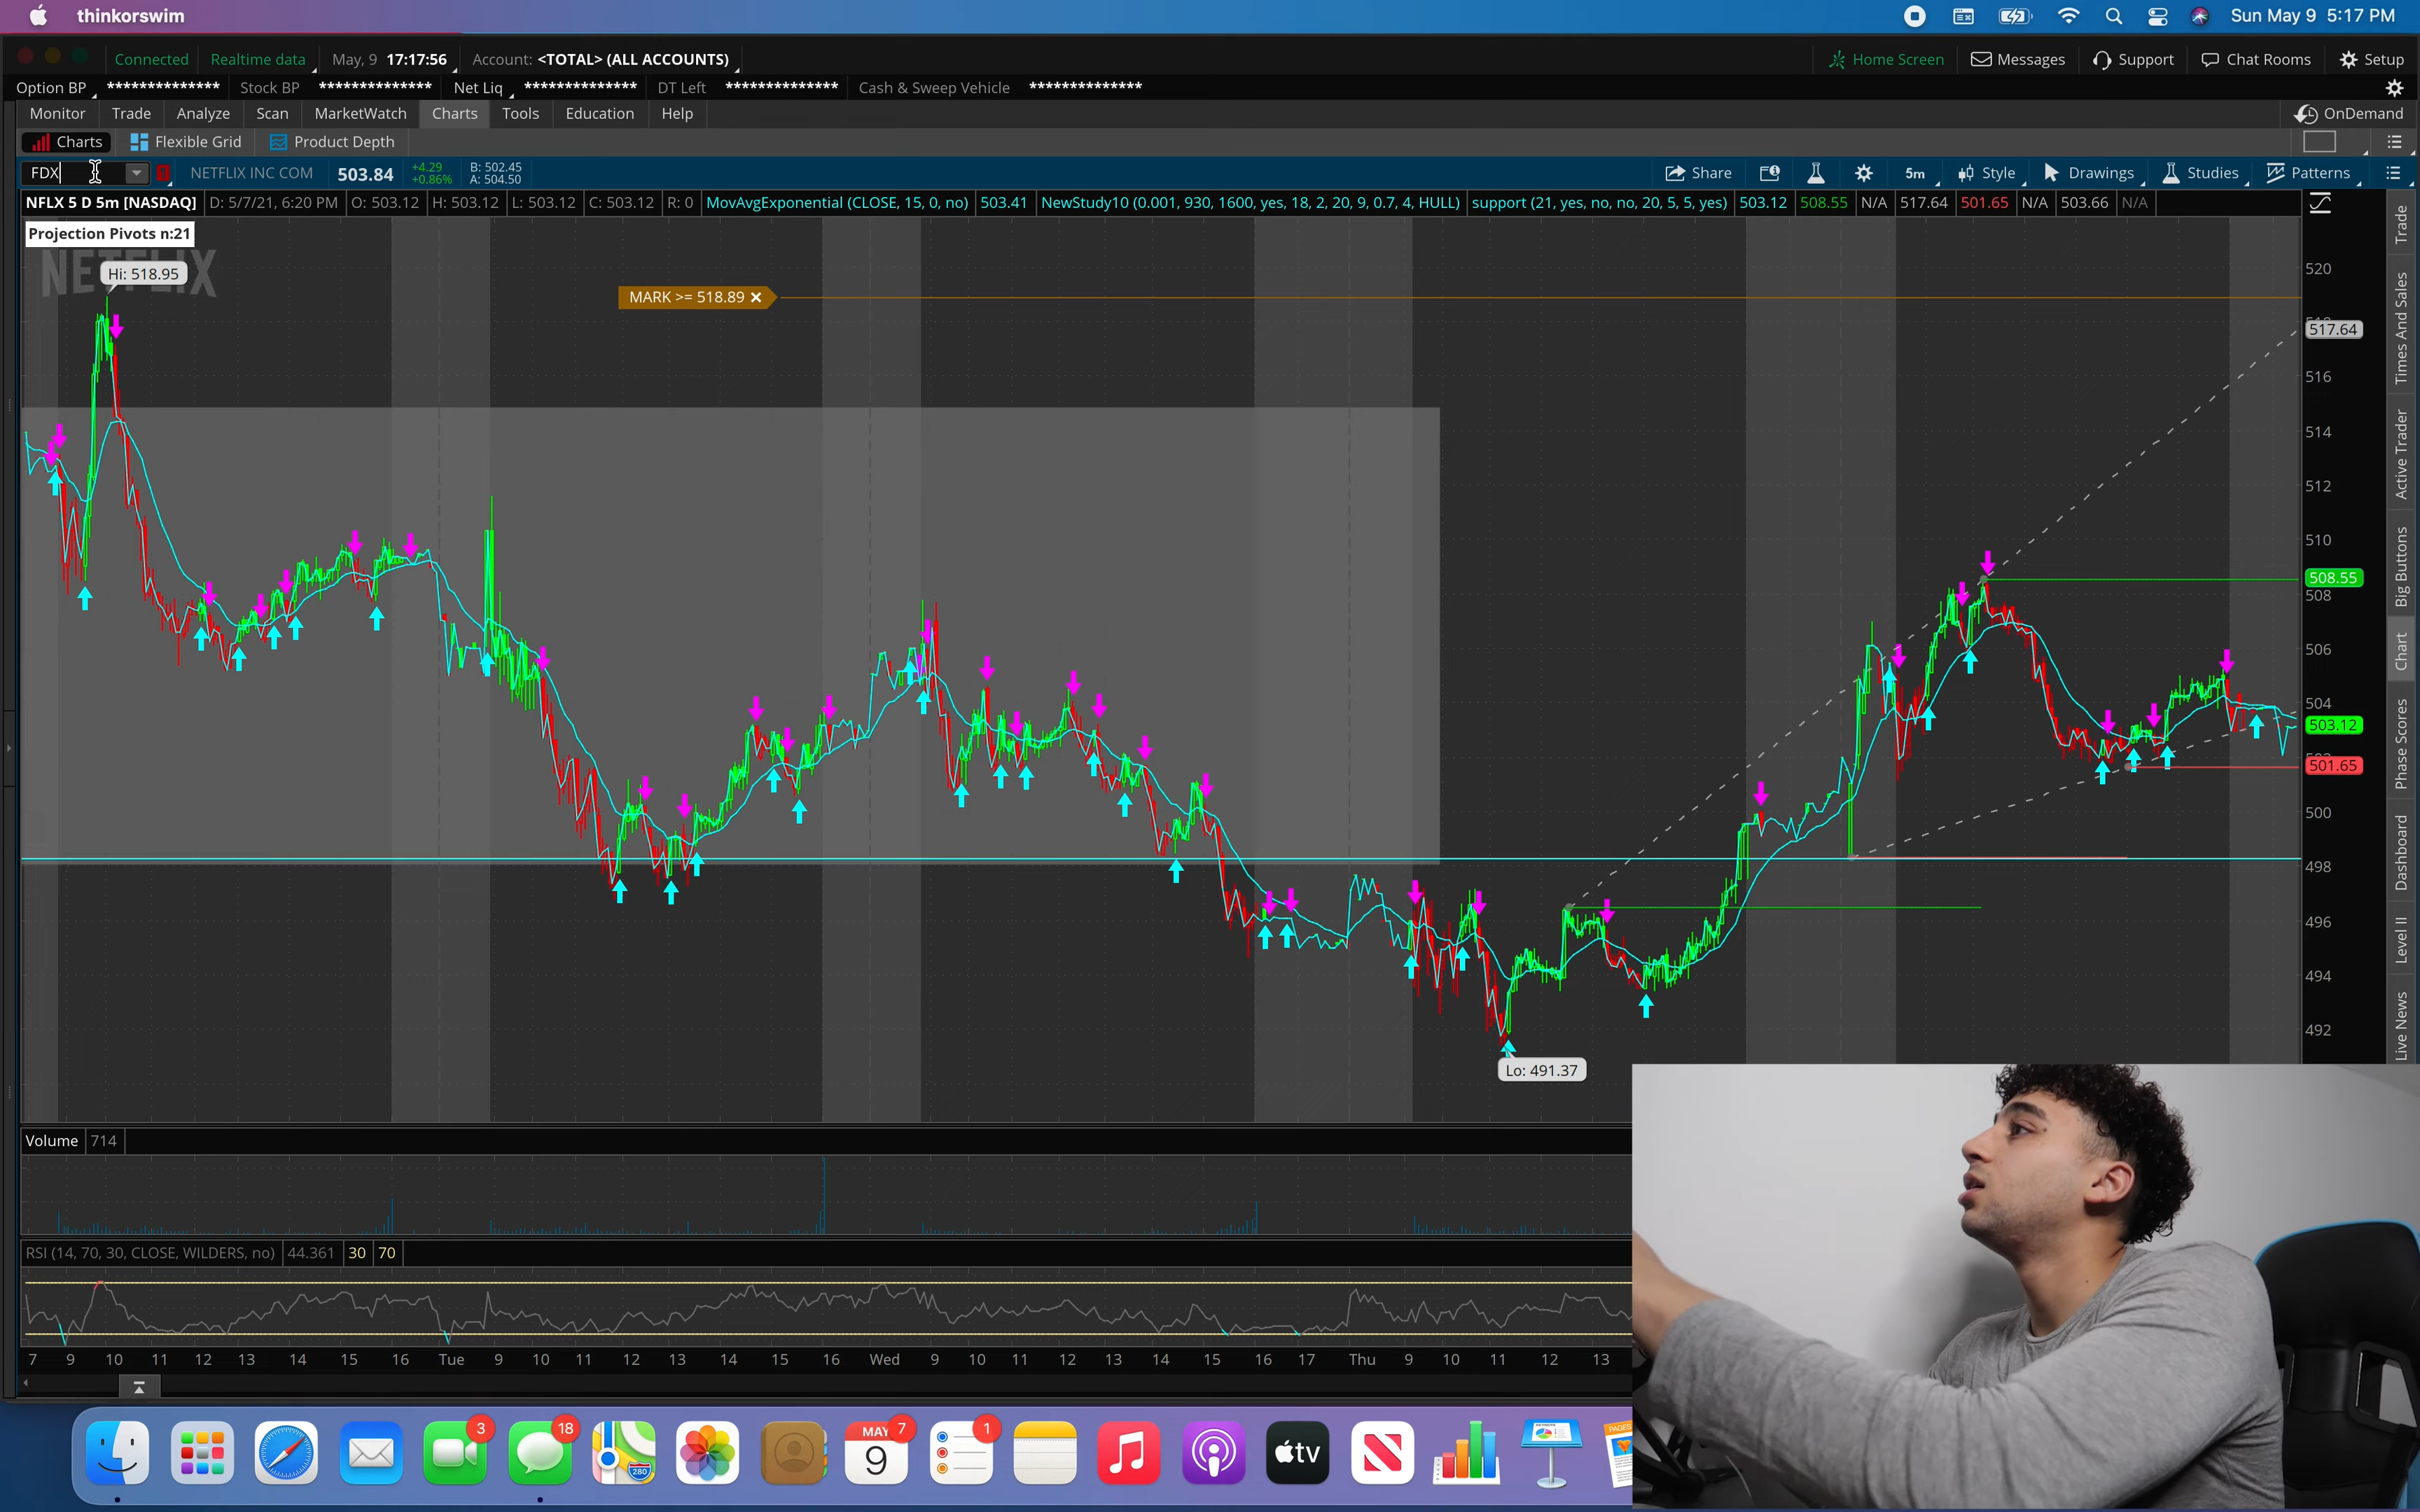 thinkorswim
Sun May 9 5:17 PM
Connected Realtime data May, 9 17:17:56 Account: <TOTAL> (ALL ACCOUNTS) Home Screen Messages Support Chat Rooms Setup
Option BP ************** Stock BP ************** Net Liq ************** DT Left ************** Cash & Sweep Vehicle **************
Monitor Trade Analyze Scan MarketWatch Charts Tools Education Help OnDemand
Charts Flexible Grid Product Depth
FDX NETFLIX INC COM 503.84 +4.29 +0.86% B: 502.45 A: 504.50 Share 5m Style Drawings Studies Patterns
NFLX 5 D 5m [NASDAQ] D: 5/7/21, 6:20 PM O: 503.12 H: 503.12 L: 503.12 C: 503.12 R: 0 MovAvgExponential (CLOSE, 15, 0, no) 503.41 NewStudy10 (0.001, 930, 1600, yes, 18, 2, 20, 9, 0.7, 4, HULL) support (21, yes, no, no, 20, 5, 5, yes) 503.12 508.55 N/A 517.64 501.65 N/A 503.66 N/A
Projection Pivots n:21
NETFLIX
Hi: 518.95
MARK >= 518.89
520
517.64
516
514
512
510
508.55
508
506
504
503.12
501.65
500
498
496
494
492
Lo: 491.37
Trade
Times And Sales
Active Trader
Big Buttons
Chart
Phase Scores
Dashboard
Level II
Live News
Volume 714
RSI (14, 70, 30, CLOSE, WILDERS, no) 44.361 30 70
7 9 10 11 12 13 14 15 16 Tue 9 10 11 12 13 14 15 16 Wed 9 10 11 12 13 14 15 16 17 Thu 9 10 11 12 13
3 18 MAY 7 9 1 280 tv PAGES